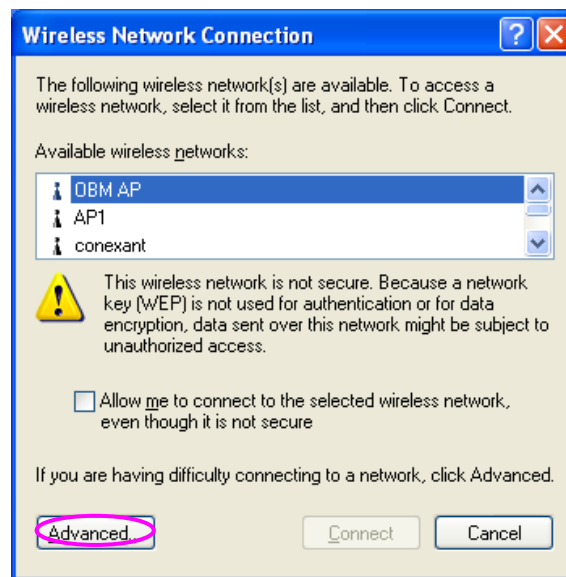 Wireless Network Connection
The following wireless network(s) are available. To access a
wireless network, select it from the list, and then click Connect.
Available wireless networks:
OBM AP
AP1
conexant
This wireless network is not secure. Because a network
key (WEP) is not used for authentication or for data
encryption, data sent over this network might be subject to
unauthorized access.
Allow me to connect to the selected wireless network,
even though it is not secure
If you are having difficulty connecting to a network, click Advanced.
Advanced...
Connect
Cancel